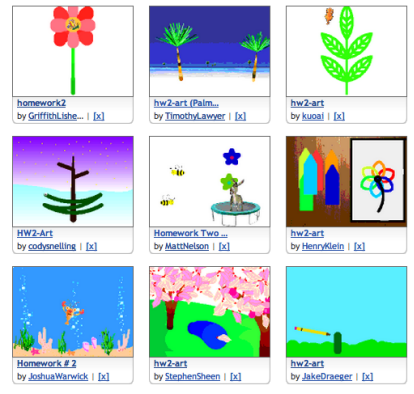 homework2
by GriffithLishe... | [x]
hw2-art (Palm...
by TimothyLawyer | [x]
hw2-art
by kuoai | [x]
HW2-Art
by codysnelling | [x]
Homework Two ...
by MattNelson | [x]
hw2-art
by HenryKlein | [x]
Homework # 2
by JoshuaWarwick | [x]
hw2-art
by StephenSheen | [x]
hw2-art
by JakeDraeger | [x]